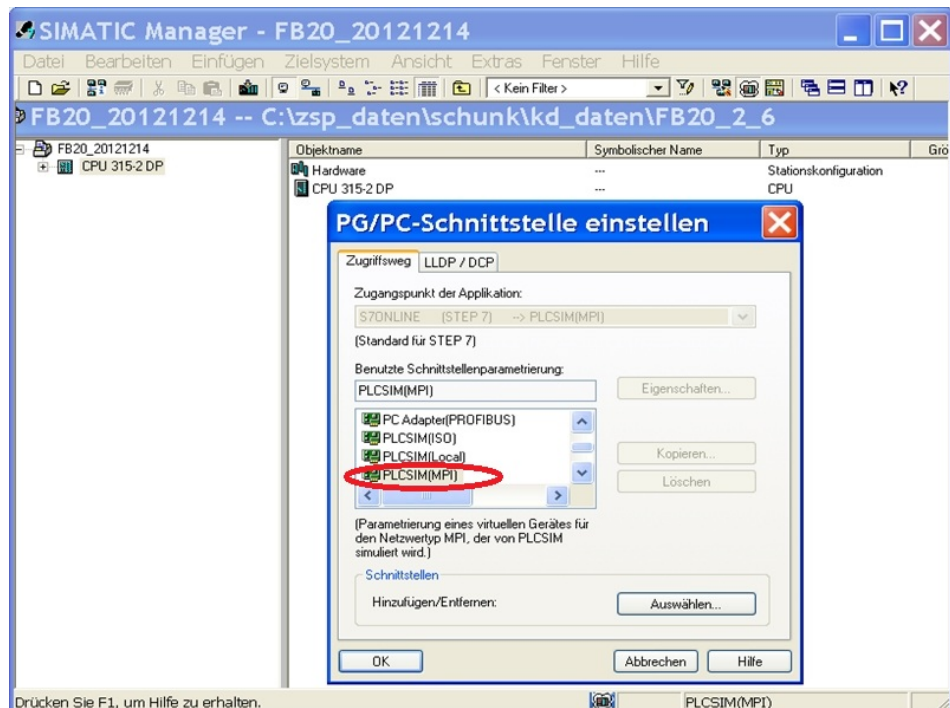 SIMATIC Manager - FB20_20121214
Datei Bearbeiten Einfügen Zielsystem Ansicht Extras Fenster Hilfe
< Kein Filter >
FB20_20121214 -- C:\zsp_daten\schunk\kd_daten\FB20_2_6
FB20_20121214
CPU 315-2 DP
Objektname Symbolischer Name Typ Grö
Hardware --- Stationskonfiguration
CPU 315-2 DP --- CPU
PG/PC-Schnittstelle einstellen
Zugriffsweg LLDP / DCP
Zugangspunkt der Applikation:
S7ONLINE (STEP 7) --> PLCSIM(MPI)
(Standard für STEP 7)
Benutzte Schnittstellenparametrierung:
PLCSIM(MPI)
Eigenschaften...
PC Adapter(PROFIBUS)
PLCSIM(ISO)
PLCSIM(Local)
PLCSIM(MPI)
Kopieren...
Löschen
(Parametrierung eines virtuellen Gerätes für
den Netzwertyp MPI, der von PLCSIM
simuliert wird.)
Schnittstellen
Hinzufügen/Entfernen:
Auswählen...
OK Abbrechen Hilfe
Drücken Sie F1, um Hilfe zu erhalten. PLCSIM(MPI)